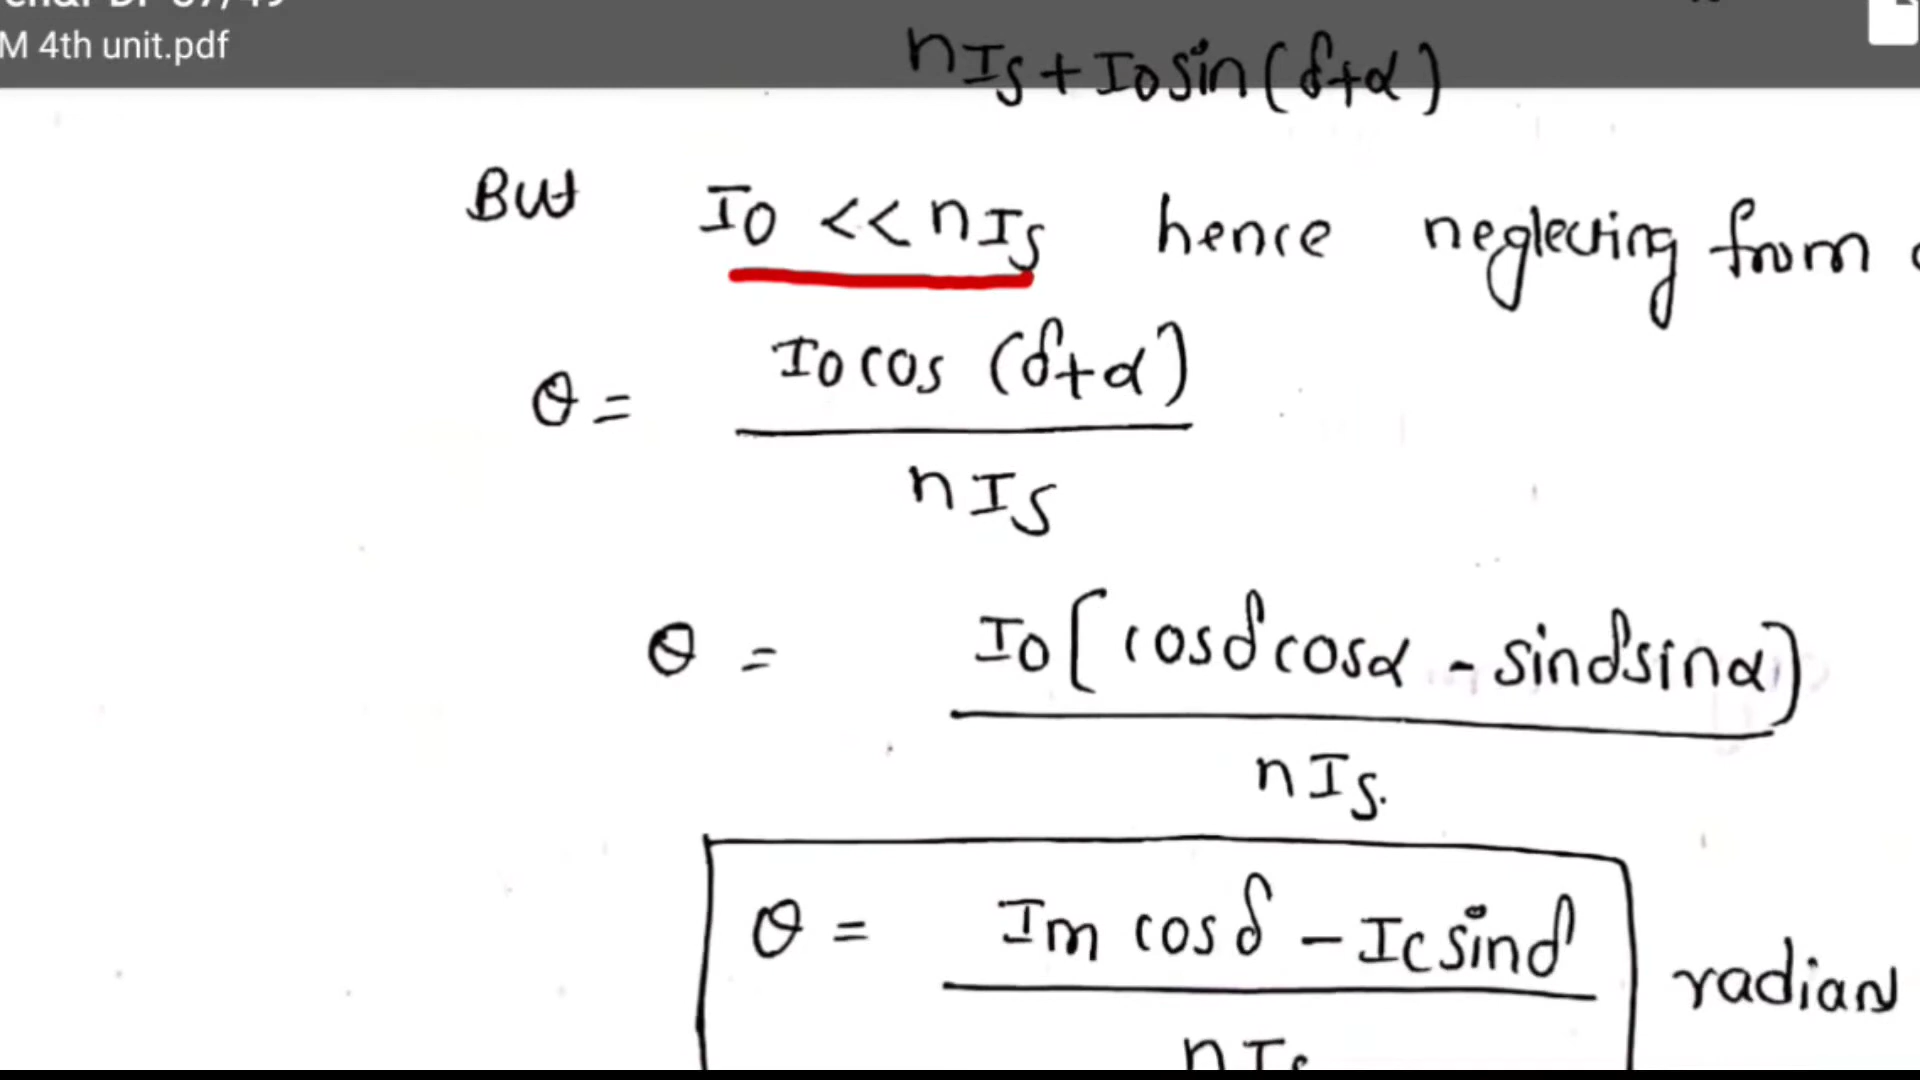 M 4th unit.pdf
nIs + Io sin (δ+α)
But Io << nIs hence neglecting from
θ = Io cos (δ+α)
nIs
θ = Io [cosδ cosα - sinδ sinα]
nIs.
θ = Im cosδ - Ic sinδ radian
nIs